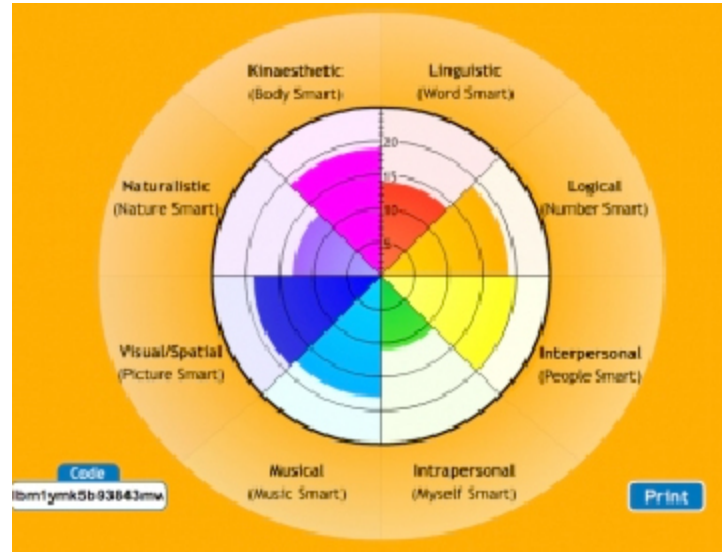 Kinaesthetic
(Body Smart)
Linguistic
(Word Smart)
Naturalistic
(Nature Smart)
Logical
(Number Smart)
20
15
10
5
Visual/Spatial
(Picture Smart)
Interpersonal
(People Smart)
Musical
(Music Smart)
Intrapersonal
(Myself Smart)
Code
Print